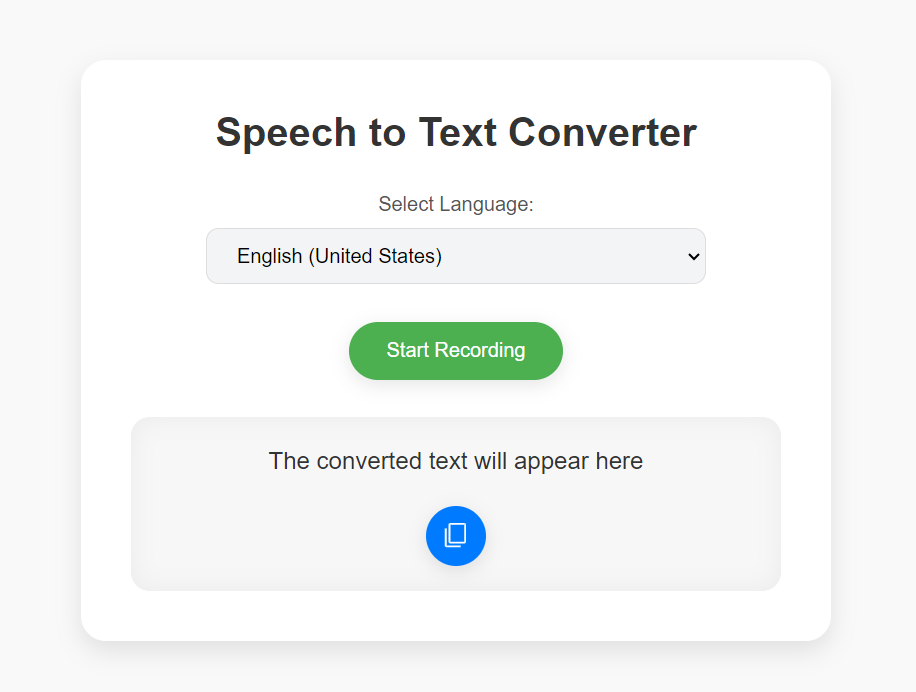 Speech to Text Converter
Select Language:
English (United States)
Start Recording
The converted text will appear here